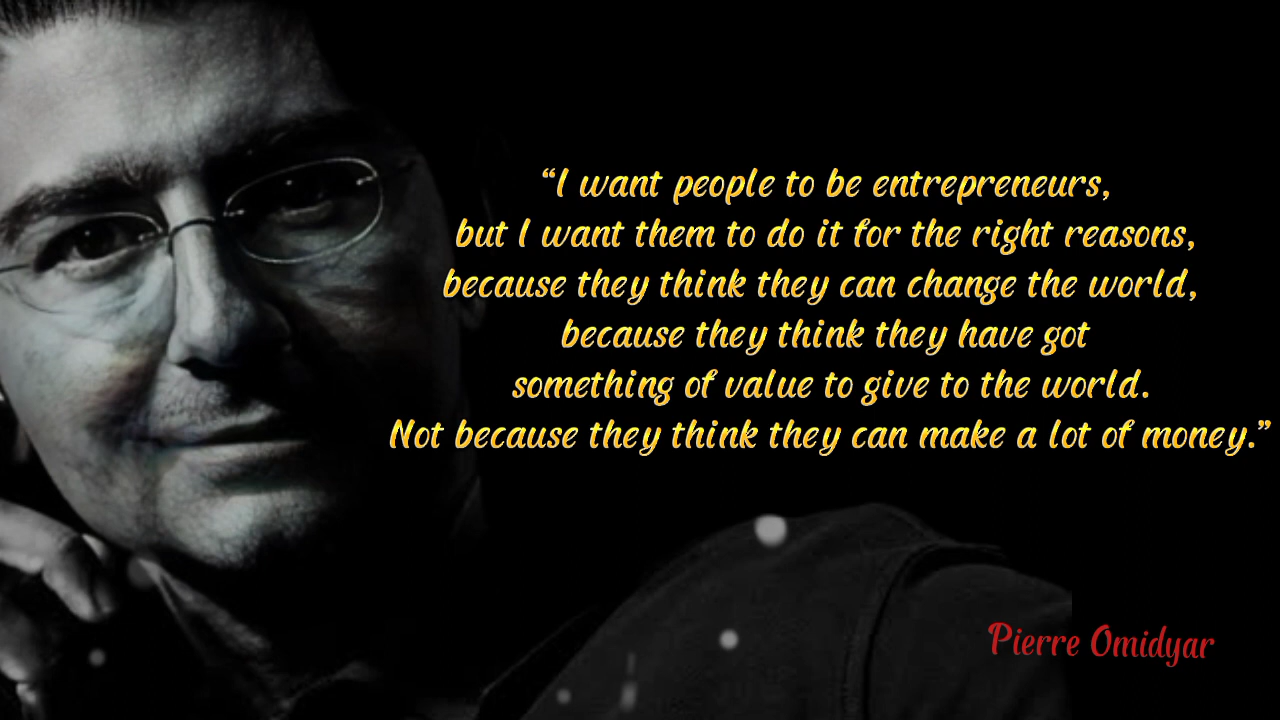 “I want people to be entrepreneurs,
but I want them to do it for the right reasons,
because they think they can change the world,
because they think they have got
something of value to give to the world.
Not because they think they can make a lot of money.”
Pierre Omidyar